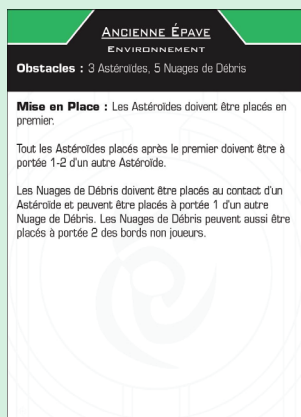 Ancienne Épave
Environnement
Obstacles : 3 Astéroïdes, 5 Nuages de Débris
Mise en Place : Les Astéroïdes doivent être placés en
premier.
Tout les Astéroïdes placés après le premier doivent être à
portée 1-2 d'un autre Astéroïde.
Les Nuages de Débris doivent être placés au contact d'un
Astéroïde et peuvent être placés à portée 1 d'un autre
Nuage de Débris. Les Nuages de Débris peuvent aussi être
placés à portée 2 des bords non joueurs.